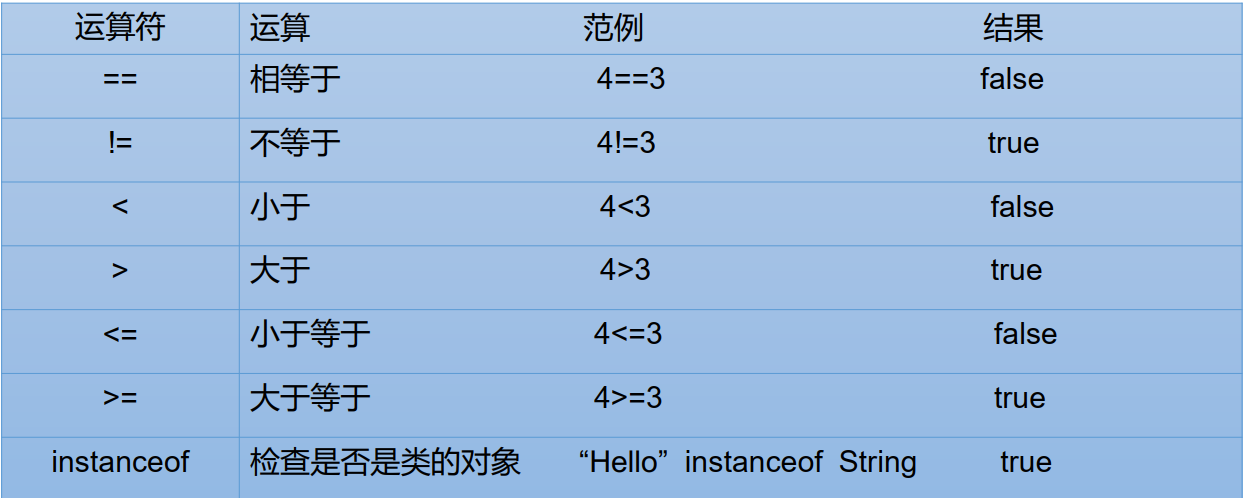 运算符 运算 范例 结果
== 相等于 4==3 false
!= 不等于 4!=3 true
< 小于 4<3 false
> 大于 4>3 true
<= 小于等于 4<=3 false
>= 大于等于 4>=3 true
instanceof 检查是否是类的对象 “Hello” instanceof String true